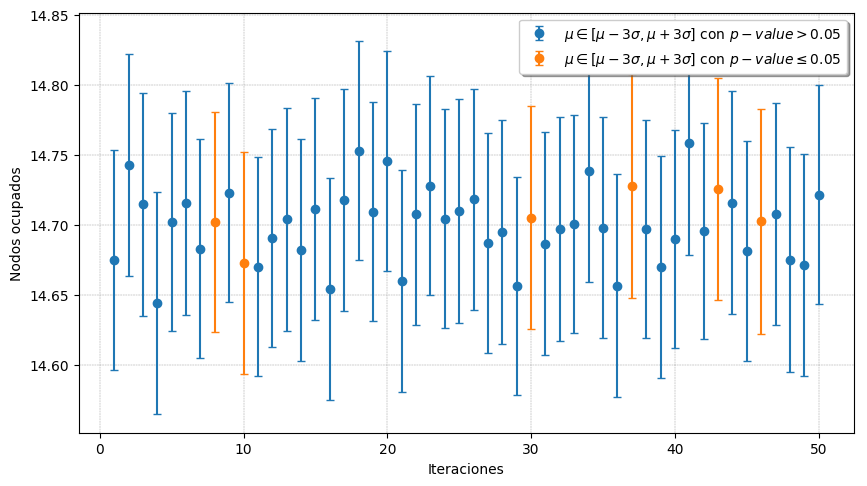 μ ∈ [μ − 3σ, μ + 3σ] con p − value > 0.05
μ ∈ [μ − 3σ, μ + 3σ] con p − value ≤ 0.05
Nodos ocupados
14.85
14.80
14.75
14.70
14.65
14.60
0 10 20 30 40 50
Iteraciones